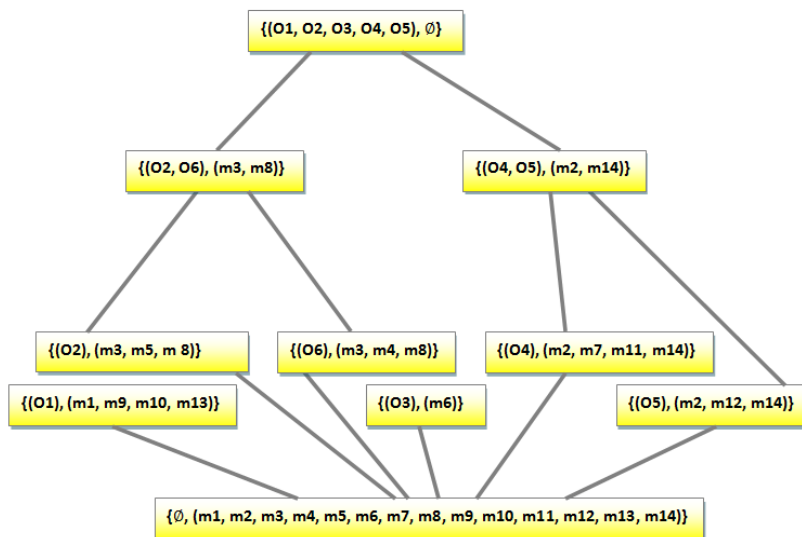 {(O1, O2, O3, O4, O5), ∅}
{(O2, O6), (m3, m8)}
{(O4, O5), (m2, m14)}
{(O2), (m3, m5, m 8)}
{(O6), (m3, m4, m8)}
{(O4), (m2, m7, m11, m14)}
{(O1), (m1, m9, m10, m13)}
{(O3), (m6)}
{(O5), (m2, m12, m14)}
{∅, (m1, m2, m3, m4, m5, m6, m7, m8, m9, m10, m11, m12, m13, m14)}